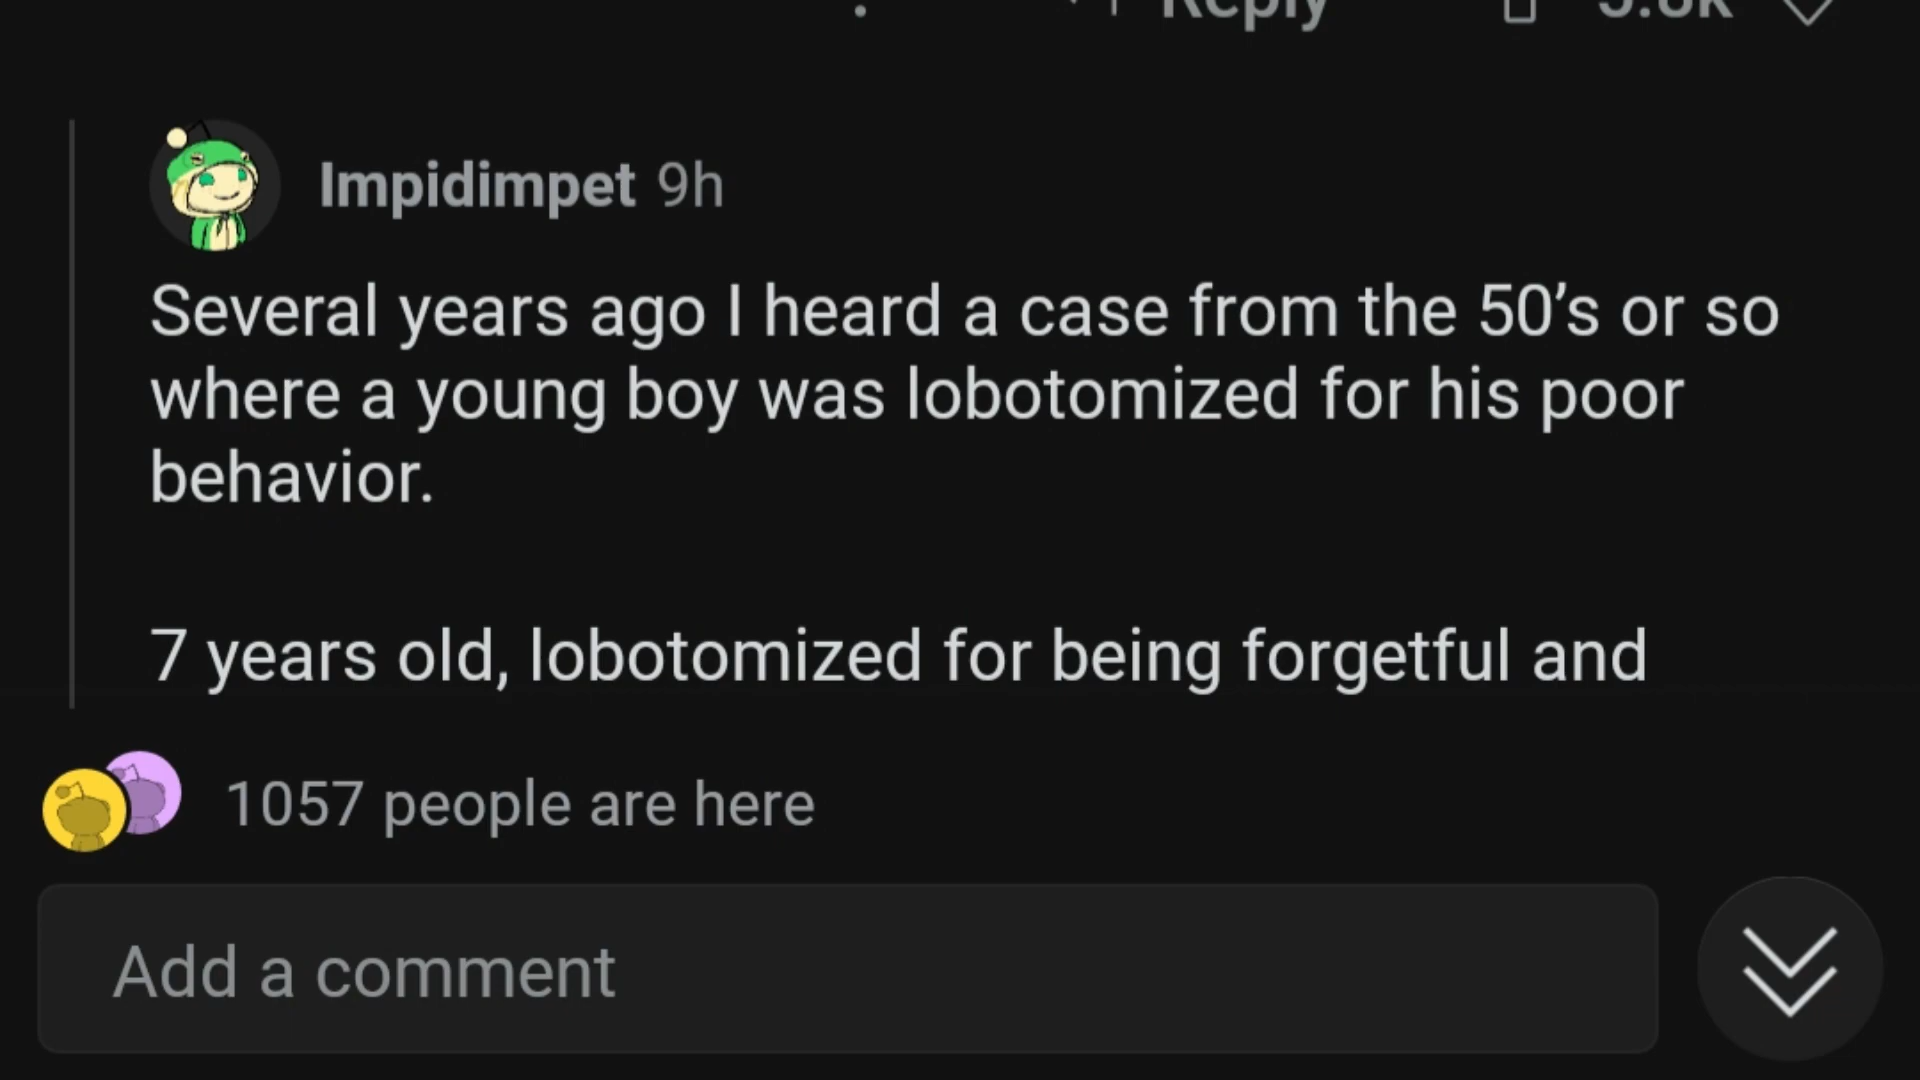 Reply
Impidimpet 9h
Several years ago I heard a case from the 50’s or so
where a young boy was lobotomized for his poor
behavior.
7 years old, lobotomized for being forgetful and
1057 people are here
Add a comment